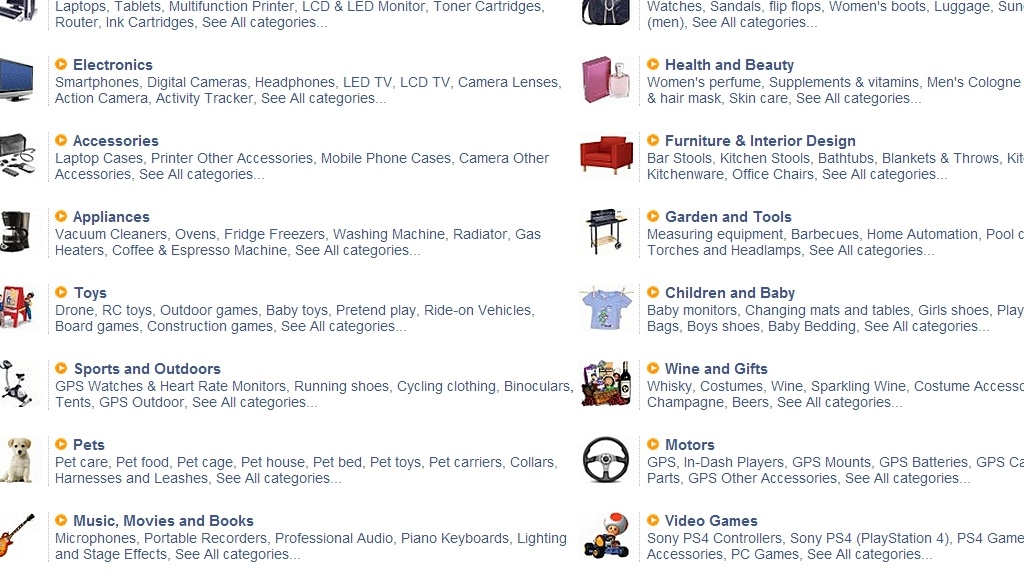 Laptops, Tablets, Multifunction Printer, LCD & LED Monitor, Toner Cartridges,
Router, Ink Cartridges, See All categories...
Electronics
Smartphones, Digital Cameras, Headphones, LED TV, LCD TV, Camera Lenses,
Action Camera, Activity Tracker, See All categories...
Accessories
Laptop Cases, Printer Other Accessories, Mobile Phone Cases, Camera Other
Accessories, See All categories...
Appliances
Vacuum Cleaners, Ovens, Fridge Freezers, Washing Machine, Radiator, Gas
Heaters, Coffee & Espresso Machine, See All categories...
Toys
Drone, RC toys, Outdoor games, Baby toys, Pretend play, Ride-on Vehicles,
Board games, Construction games, See All categories...
Sports and Outdoors
GPS Watches & Heart Rate Monitors, Running shoes, Cycling clothing, Binoculars,
Tents, GPS Outdoor, See All categories...
Pets
Pet care, Pet food, Pet cage, Pet house, Pet bed, Pet toys, Pet carriers, Collars,
Harnesses and Leashes, See All categories...
Music, Movies and Books
Microphones, Portable Recorders, Professional Audio, Piano Keyboards, Lighting
and Stage Effects, See All categories...
Watches, Sandals, flip flops, Women's boots, Luggage, Sun
(men), See All categories...
Health and Beauty
Women's perfume, Supplements & vitamins, Men's Cologne
& hair mask, Skin care, See All categories...
Furniture & Interior Design
Bar Stools, Kitchen Stools, Bathtubs, Blankets & Throws, Kit
Kitchenware, Office Chairs, See All categories...
Garden and Tools
Measuring equipment, Barbecues, Home Automation, Pool c
Torches and Headlamps, See All categories...
Children and Baby
Baby monitors, Changing mats and tables, Girls shoes, Play
Bags, Boys shoes, Baby Bedding, See All categories...
Wine and Gifts
Whisky, Costumes, Wine, Sparkling Wine, Costume Accesso
Champagne, Beers, See All categories...
Motors
GPS, In-Dash Players, GPS Mounts, GPS Batteries, GPS Ca
Parts, GPS Other Accessories, See All categories...
Video Games
Sony PS4 Controllers, Sony PS4 (PlayStation 4), PS4 Game
Accessories, PC Games, See All categories...